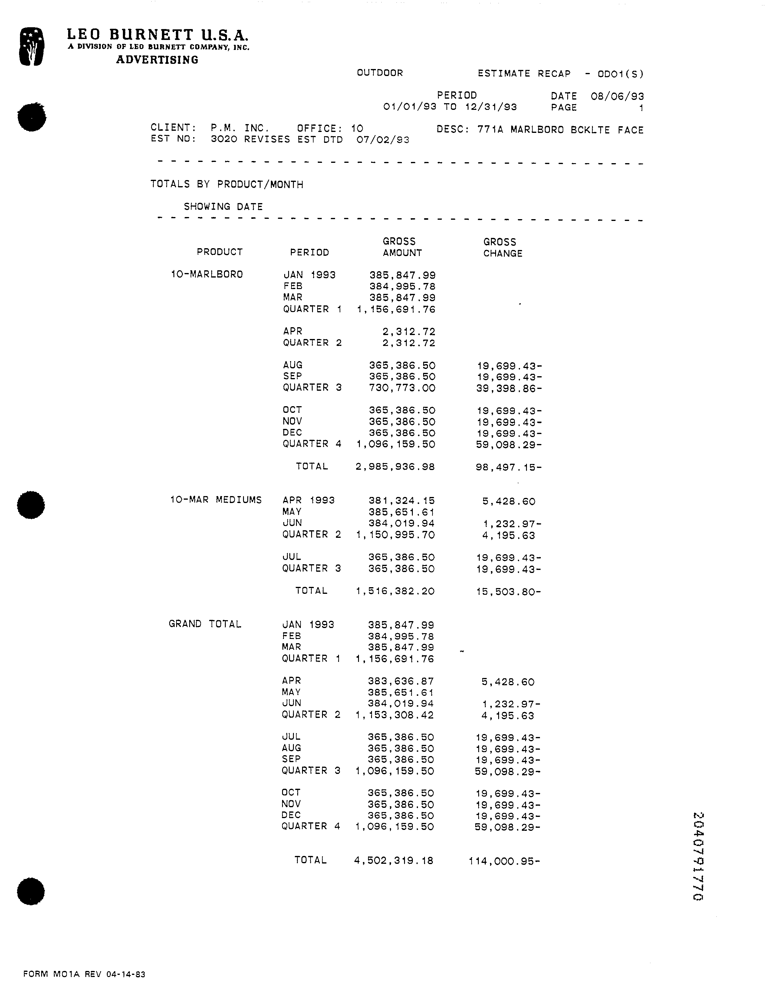 LEO BURNETT U.S.A.
A DIVISION OF LEO BURNETT COMPANY, INC.
ADVERTISING
OUTDOOR ESTIMATE RECAP - OD01(S)
PERIOD DATE 08/06/93
01/01/93 TO 12/31/93 PAGE 1
CLIENT: P.M. INC. OFFICE: 10 DESC: 771A MARLBORO BCKLTE FACE
EST NO: 3020 REVISES EST DTD 07/02/93
TOTALS BY PRODUCT/MONTH
SHOWING DATE
GROSS GROSS
PRODUCT PERIOD AMOUNT CHANGE
10-MARLBORO JAN 1993 385,847.99
FEB 384,995.78
MAR 385,847.99
QUARTER 1 1,156,691.76
APR 2,312.72
QUARTER 2 2,312.72
AUG 365,386.50 19,699.43-
SEP 365,386.50 19,699.43-
QUARTER 3 730,773.00 39,398.86-
OCT 365,386.50 19,699.43-
NOV 365,386.50 19,699.43-
DEC 365,386.50 19,699.43-
QUARTER 4 1,096,159.50 59,098.29-
TOTAL 2,985,936.98 98,497.15-
10-MAR MEDIUMS APR 1993 381,324.15 5,428.60
MAY 385,651.61
JUN 384,019.94 1,232.97-
QUARTER 2 1,150,995.70 4,195.63
JUL 365,386.50 19,699.43-
QUARTER 3 365,386.50 19,699.43-
TOTAL 1,516,382.20 15,503.80-
GRAND TOTAL JAN 1993 385,847.99
FEB 384,995.78
MAR 385,847.99
QUARTER 1 1,156,691.76
APR 383,636.87 5,428.60
MAY 385,651.61
JUN 384,019.94 1,232.97-
QUARTER 2 1,153,308.42 4,195.63
JUL 365,386.50 19,699.43-
AUG 365,386.50 19,699.43-
SEP 365,386.50 19,699.43-
QUARTER 3 1,096,159.50 59,098.29-
OCT 365,386.50 19,699.43-
NOV 365,386.50 19,699.43-
DEC 365,386.50 19,699.43-
QUARTER 4 1,096,159.50 59,098.29-
TOTAL 4,502,319.18 114,000.95-
2040791770
FORM M01A REV 04-14-83